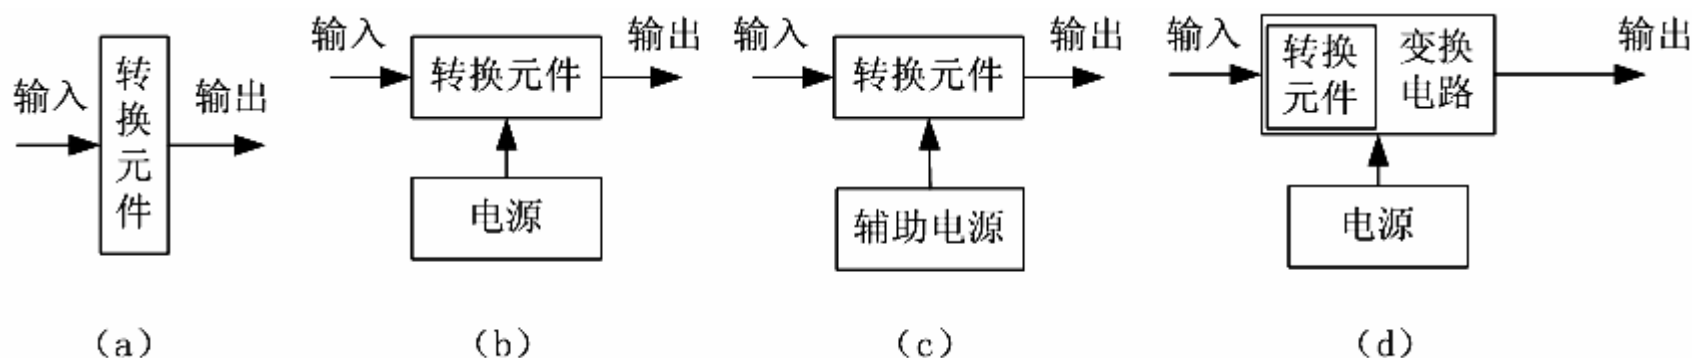 输入
转换元件
输出
(a)
输入
转换元件
输出
电源
(b)
输入
转换元件
输出
辅助电源
(c)
输入
转换
元件
变换
电路
输出
电源
(d)